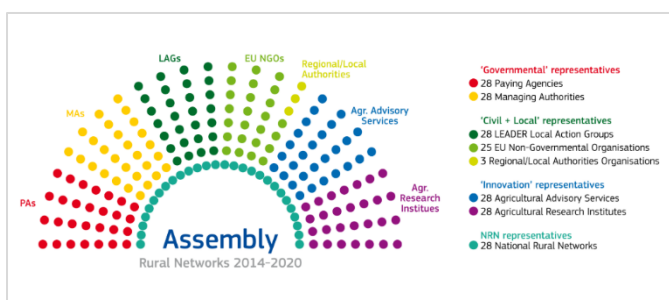 LAGs
EU NGOs
Regional/Local
Authorities
MAs
Agr. Advisory
Services
PAs
Agr.
Research
Institues
Assembly
Rural Networks 2014-2020
'Governmental' representatives
28 Paying Agencies
28 Managing Authorities
'Civil + Local' representatives
28 LEADER Local Action Groups
25 EU Non-Governmental Organisations
3 Regional/Local Authorities Organisations
'Innovation' representatives
28 Agricultural Advisory Services
28 Agricultural Research Institutes
NRN representatives
28 National Rural Networks